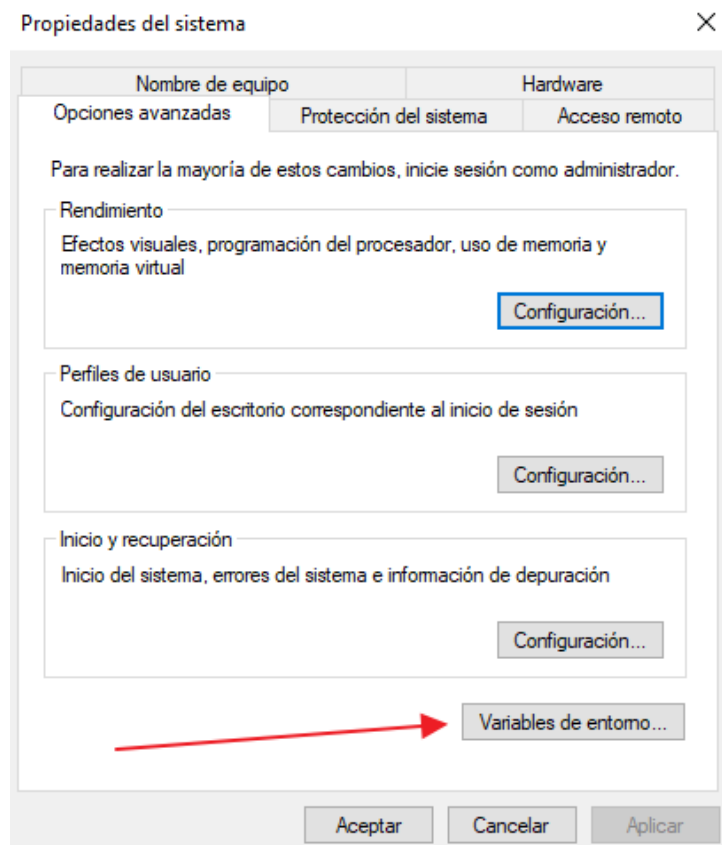 Propiedades del sistema
Nombre de equipo
Hardware
Opciones avanzadas
Protección del sistema
Acceso remoto
Para realizar la mayoría de estos cambios, inicie sesión como administrador.
Rendimiento
Efectos visuales, programación del procesador, uso de memoria y
memoria virtual
Configuración...
Perfiles de usuario
Configuración del escritorio correspondiente al inicio de sesión
Configuración...
Inicio y recuperación
Inicio del sistema, errores del sistema e información de depuración
Configuración...
Variables de entorno...
Aceptar
Cancelar
Aplicar